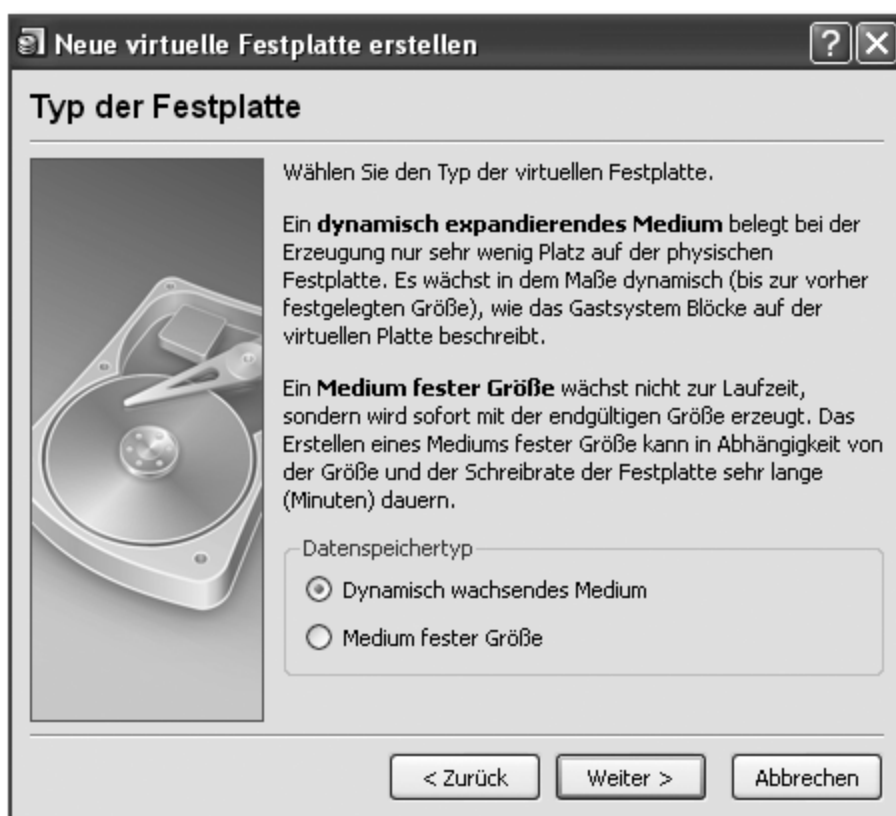 Neue virtuelle Festplatte erstellen
Typ der Festplatte
Wählen Sie den Typ der virtuellen Festplatte.
Ein dynamisch expandierendes Medium belegt bei der
Erzeugung nur sehr wenig Platz auf der physischen
Festplatte. Es wächst in dem Maße dynamisch (bis zur vorher
festgelegten Größe), wie das Gastsystem Blöcke auf der
virtuellen Platte beschreibt.
Ein Medium fester Größe wächst nicht zur Laufzeit,
sondern wird sofort mit der endgültigen Größe erzeugt. Das
Erstellen eines Mediums fester Größe kann in Abhängigkeit von
der Größe und der Schreibrate der Festplatte sehr lange
(Minuten) dauern.
Datenspeichertyp
Dynamisch wachsendes Medium
Medium fester Größe
< Zurück
Weiter >
Abbrechen